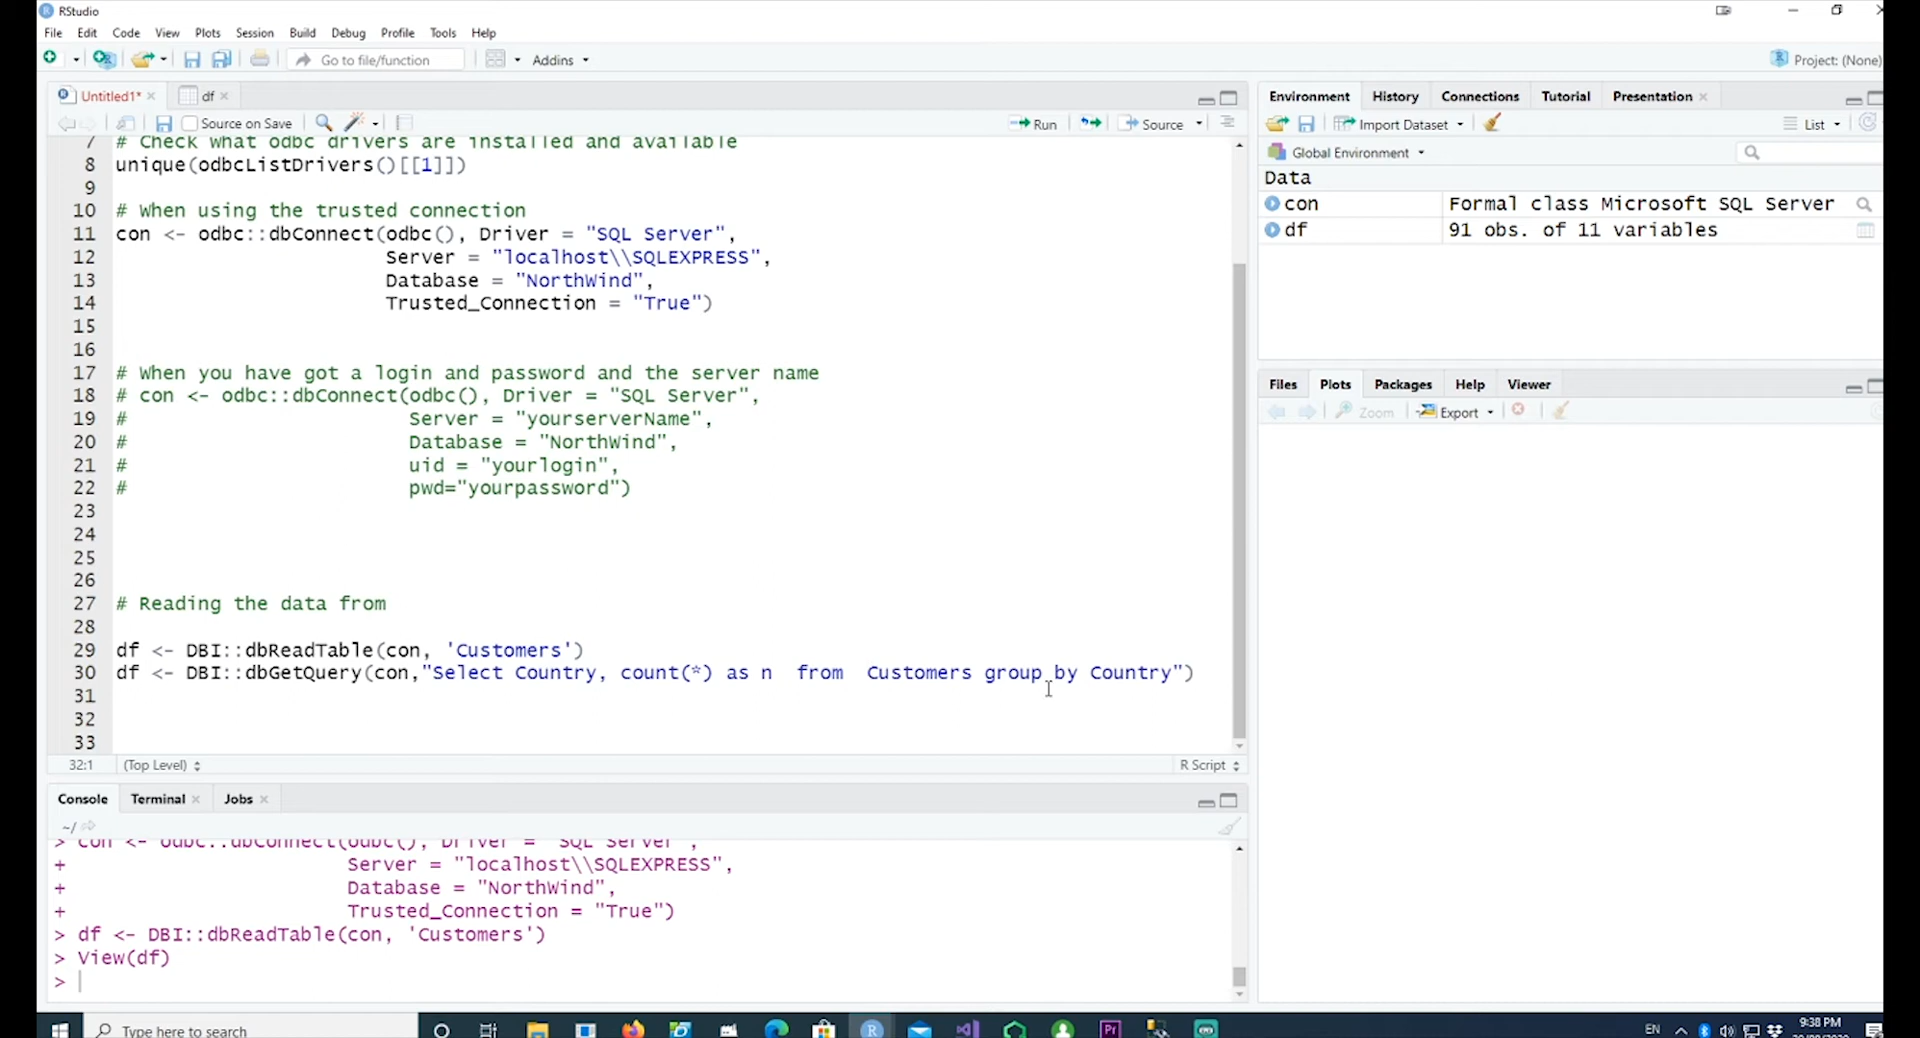 RStudio
File Edit Code View Plots Session Build Debug Profile Tools Help
Go to file/function Addins Project: (None)
Untitled1* df
Source on Save Run Source
7 # Check what odbc drivers are installed and available
8 unique(odbcListDrivers()[[1]])
9
10 # When using the trusted connection
11 con <- odbc::dbConnect(odbc(), Driver = "SQL Server",
12 Server = "localhost\\SQLEXPRESS",
13 Database = "NorthWind",
14 Trusted_Connection = "True")
15
16
17 # When you have got a login and password and the server name
18 # con <- odbc::dbConnect(odbc(), Driver = "SQL Server",
19 # Server = "yourserverName",
20 # Database = "NorthWind",
21 # uid = "yourlogin",
22 # pwd="yourpassword")
23
24
25
26
27 # Reading the data from
28
29 df <- DBI::dbReadTable(con, 'Customers')
30 df <- DBI::dbGetQuery(con,"Select Country, count(*) as n  from  Customers group by Country")
31
32
33
32:1 (Top Level) R Script
Console Terminal Jobs
~/
> con <- odbc::dbConnect(odbc(), Driver = "SQL Server",
+ Server = "localhost\\SQLEXPRESS",
+ Database = "NorthWind",
+ Trusted_Connection = "True")
> df <- DBI::dbReadTable(con, 'Customers')
> View(df)
>
Environment History Connections Tutorial Presentation
Import Dataset List
Global Environment
Data
con Formal class Microsoft SQL Server
df 91 obs. of 11 variables
Files Plots Packages Help Viewer
Zoom Export
Type here to search
R
Pr
EN
9:38 PM